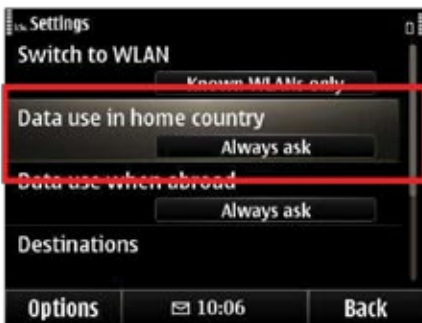 Settings
Switch to WLAN
Known WLANs only
Data use in home country
Always ask
Data use when abroad
Always ask
Destinations
Options
10:06
Back